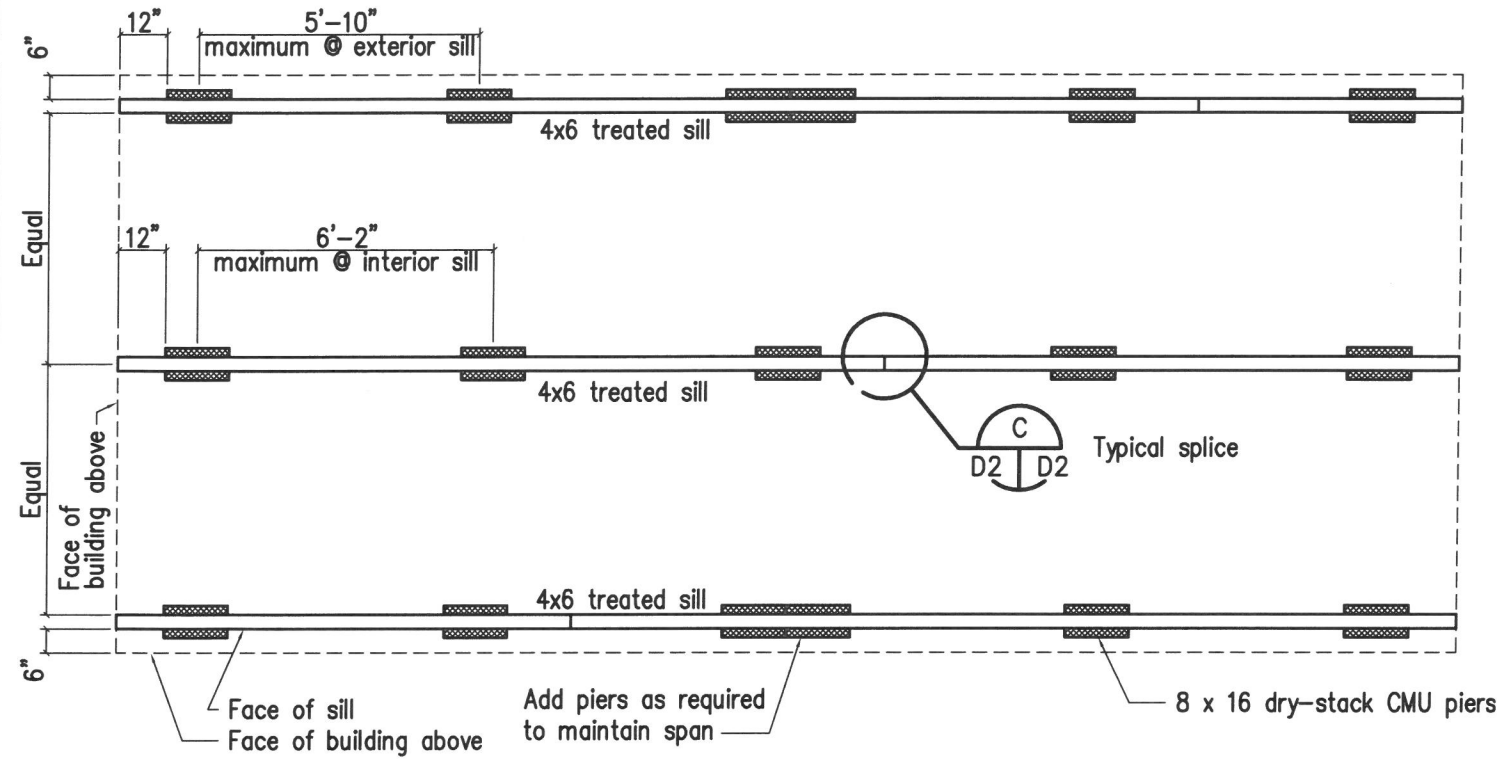 12"
5'-10"
maximum @ exterior sill
6"
4x6 treated sill
Equal
12"
6'-2"
maximum @ interior sill
4x6 treated sill
C
D2 D2
Typical splice
Equal
Face of
building above
4x6 treated sill
6"
Face of sill
Face of building above
Add piers as required
to maintain span
8 x 16 dry-stack CMU piers